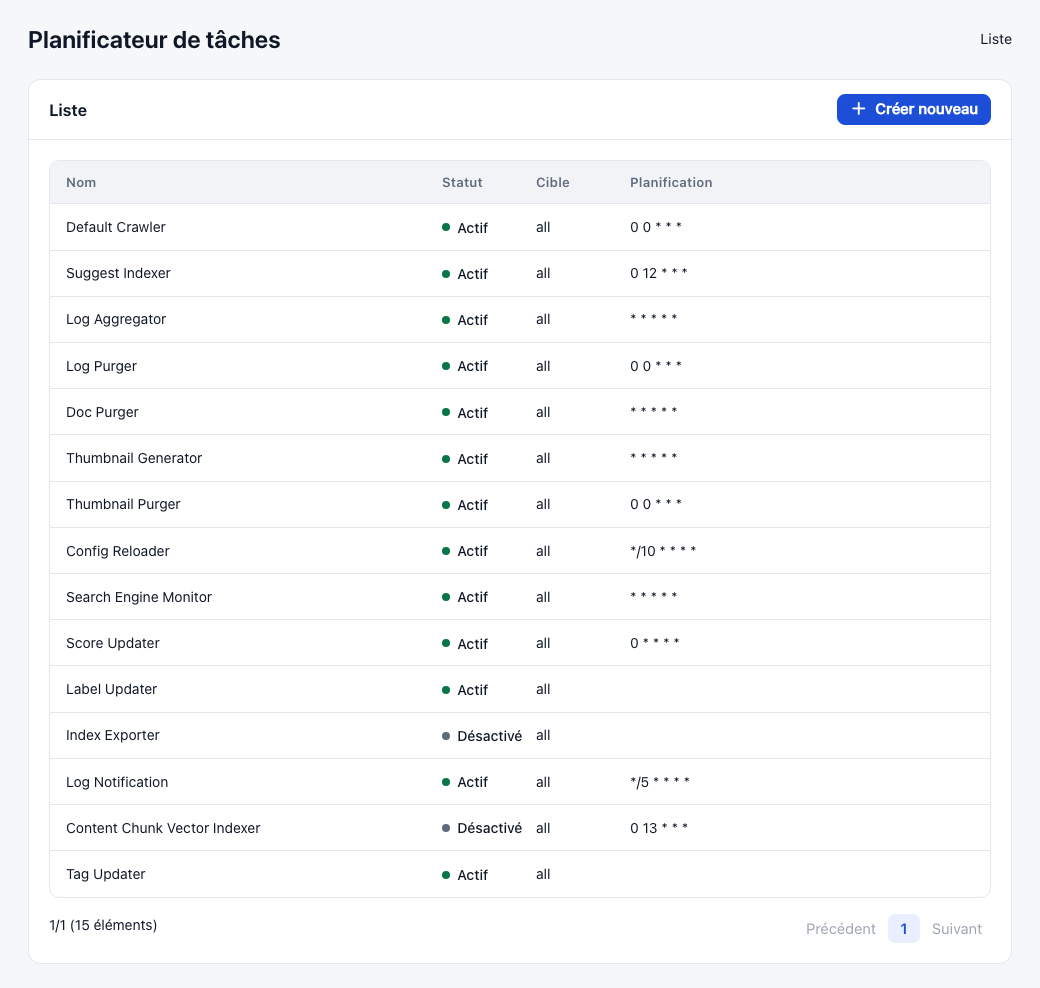 Planificateur de tâches
Liste
Liste
Créer nouveau
Nom Statut Cible Planification
Default Crawler Actif all 0 0 * * *
Suggest Indexer Actif all 0 12 * * *
Log Aggregator Actif all * * * * *
Log Purger Actif all 0 0 * * *
Doc Purger Actif all * * * * *
Thumbnail Generator Actif all * * * * *
Thumbnail Purger Actif all 0 0 * * *
Config Reloader Actif all */10 * * * *
Search Engine Monitor Actif all * * * * *
Score Updater Actif all 0 * * * *
Label Updater Actif all
Index Exporter Désactivé all
Log Notification Actif all */5 * * * *
Content Chunk Vector Indexer Désactivé all 0 13 * * *
Tag Updater Actif all
1/1 (15 éléments)
Précédent 1 Suivant